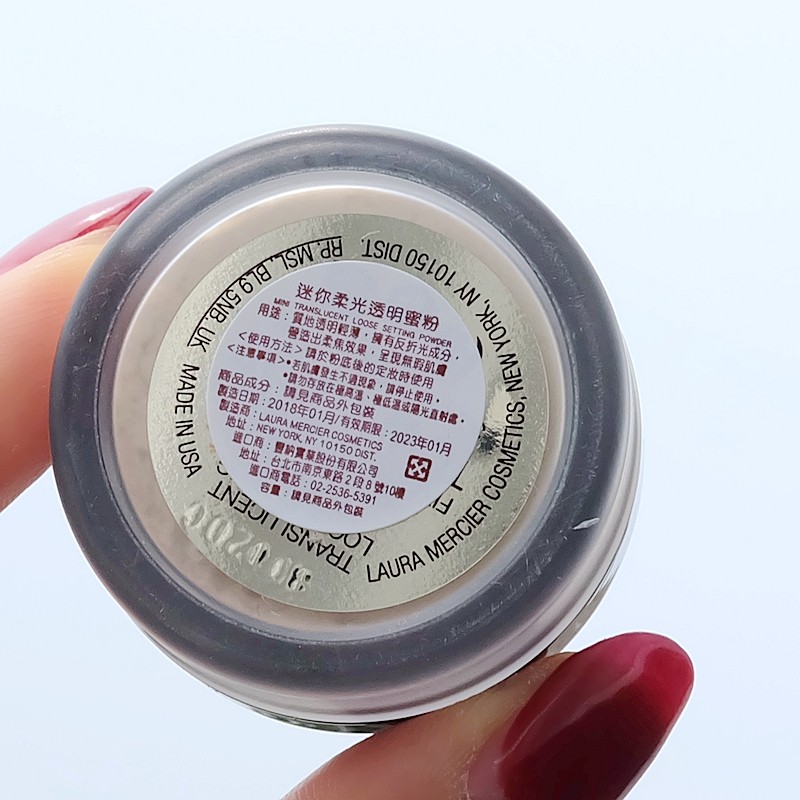 迷你柔光透明蜜粉
MINI TRANSLUCENT LOOSE SETTING POWDER
用途：質地透明輕薄，擁有反折光成分，
營造出柔焦效果，呈現無瑕肌膚
<使用方法>請於粉底後的定妝時使用
<注意事項>•若肌膚發生不適現象，請停止使用。
•請勿存放在極高溫、極低溫或陽光直射處。
商品成分：請見商品外包裝
製造日期：2018年01月/有效期限：2023年01月
製造商：LAURA MERCIER COSMETICS
地址：NEW YORK, NY 10150 DIST.
進口商：豐納實業股份有限公司
地址：台北市南京東路2段8號10樓
進口商電話：02-2536-5391
容量：請見商品外包裝
LAURA MERCIER COSMETICS, NEW YORK, NY 10150 DIST.
RP. MSL, BL9 5NB, UK
MADE IN USA
TRANSLUCENT